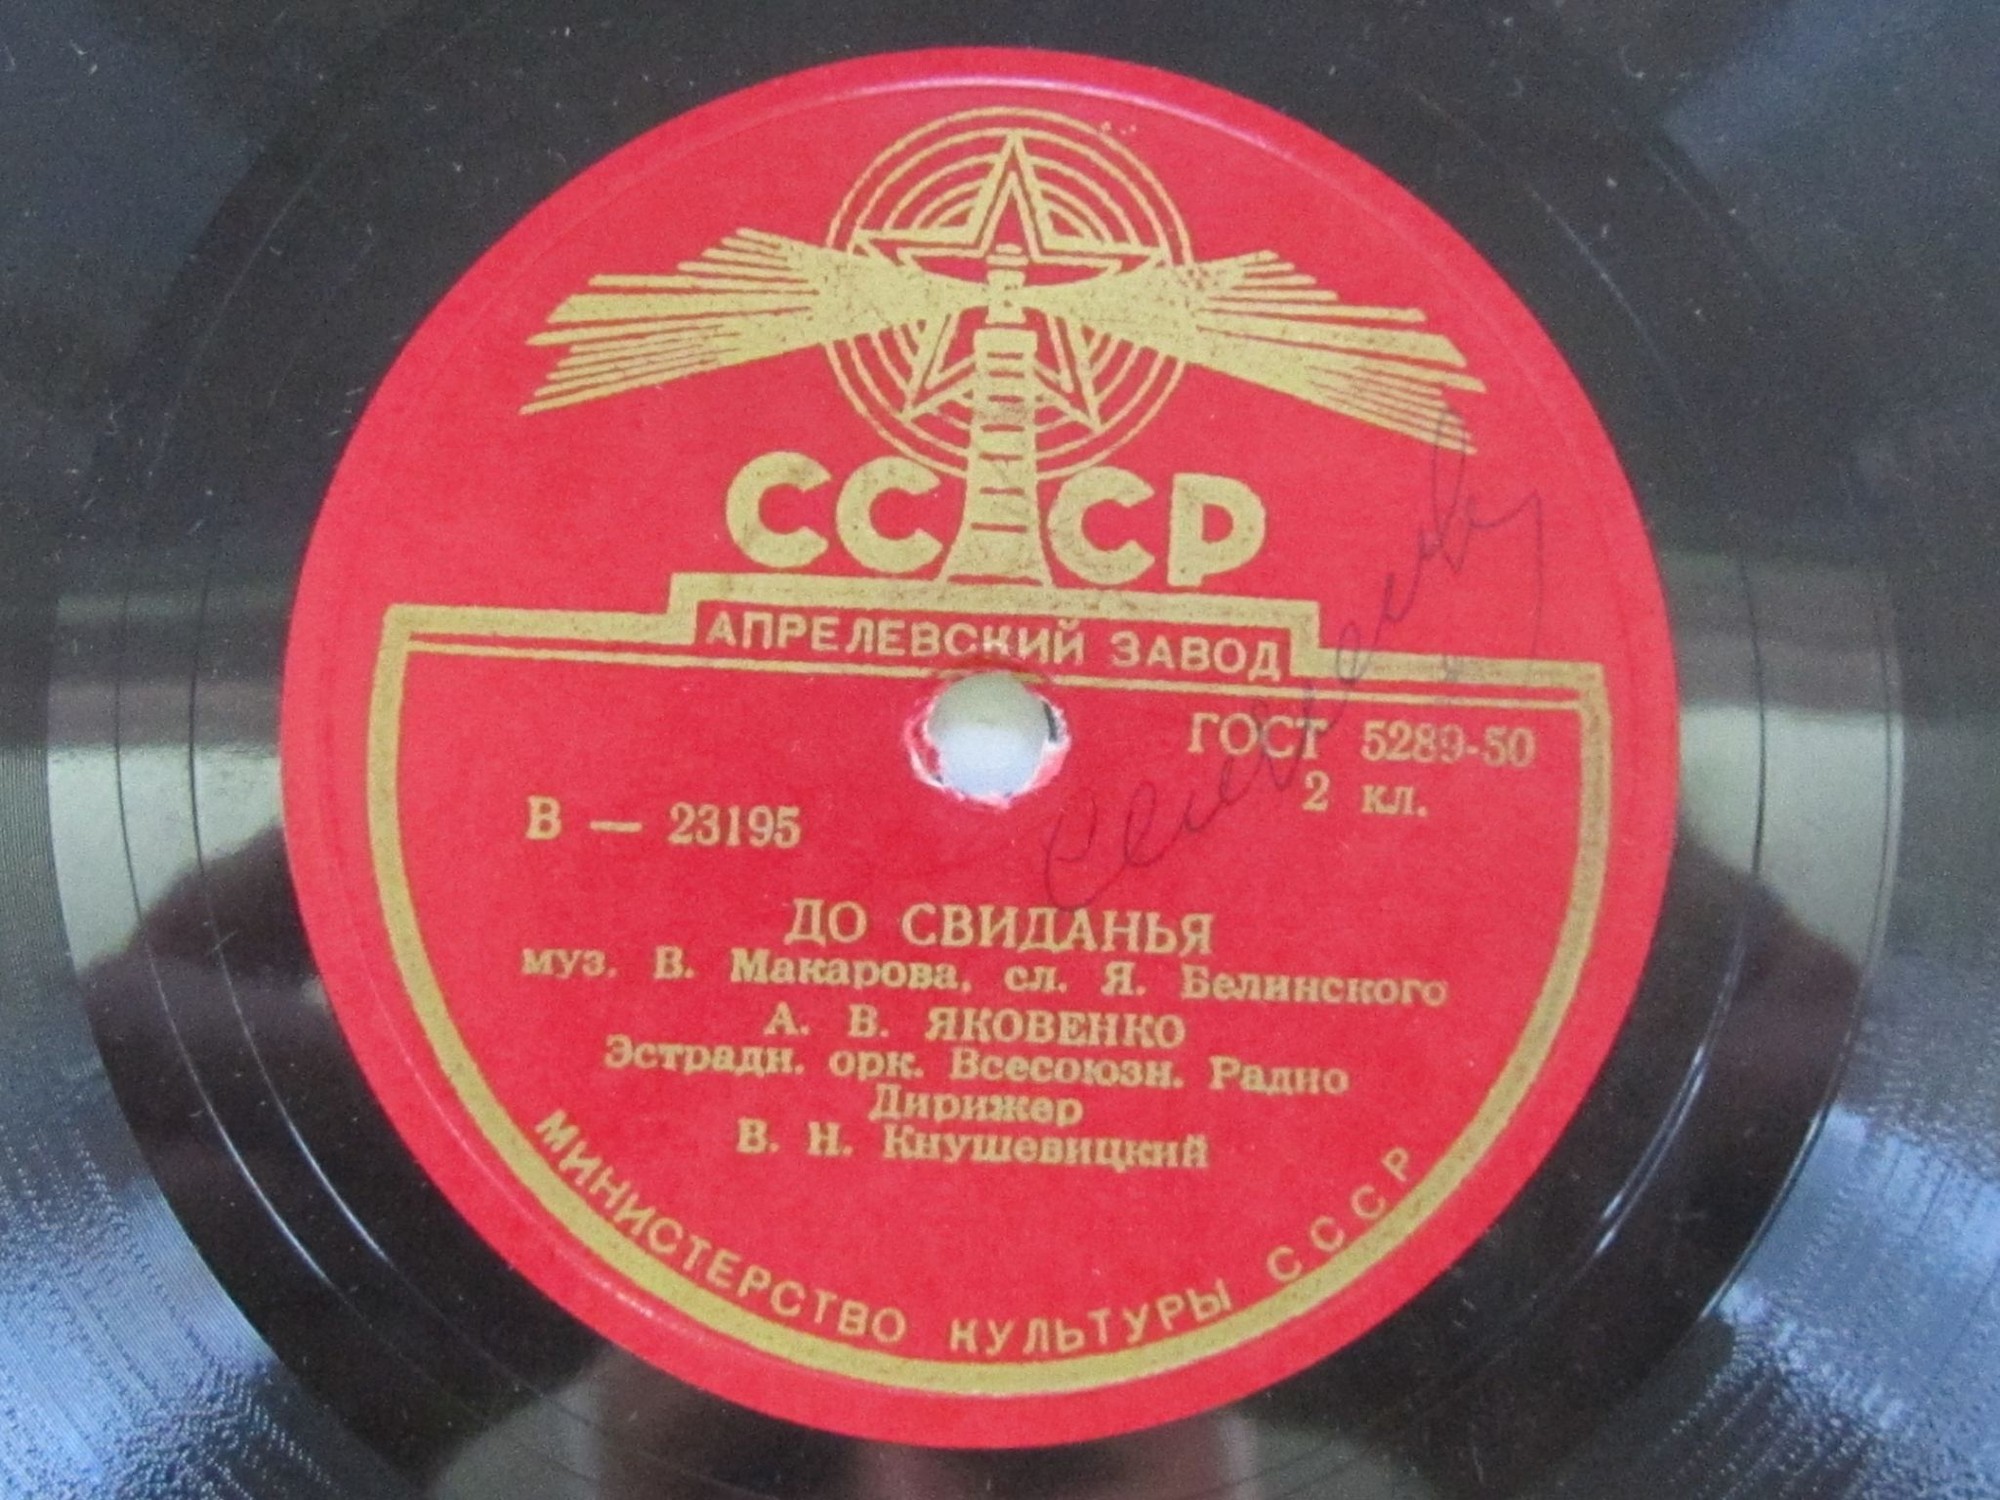 СССР
АПРЕЛЕВСКИЙ ЗАВОД
ГОСТ 5289-50
2 кл.
В — 23195
ДО СВИДАНЬЯ
муз. В. Макарова, сл. Я. Белинского
А. В. ЯКОВЕНКО
Эстрадн. орк. Всесоюзн. Радио
Дирижер
В. Н. Кнушевицкий
МИНИСТЕРСТВО КУЛЬТУРЫ СССР